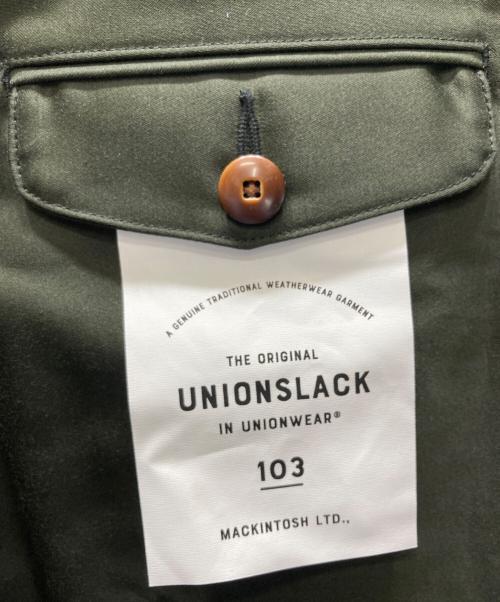 A GENUINE TRADITIONAL WEATHERWEAR GARMENT
THE ORIGINAL
UNIONSLACK
IN UNIONWEAR®
103
MACKINTOSH LTD.,